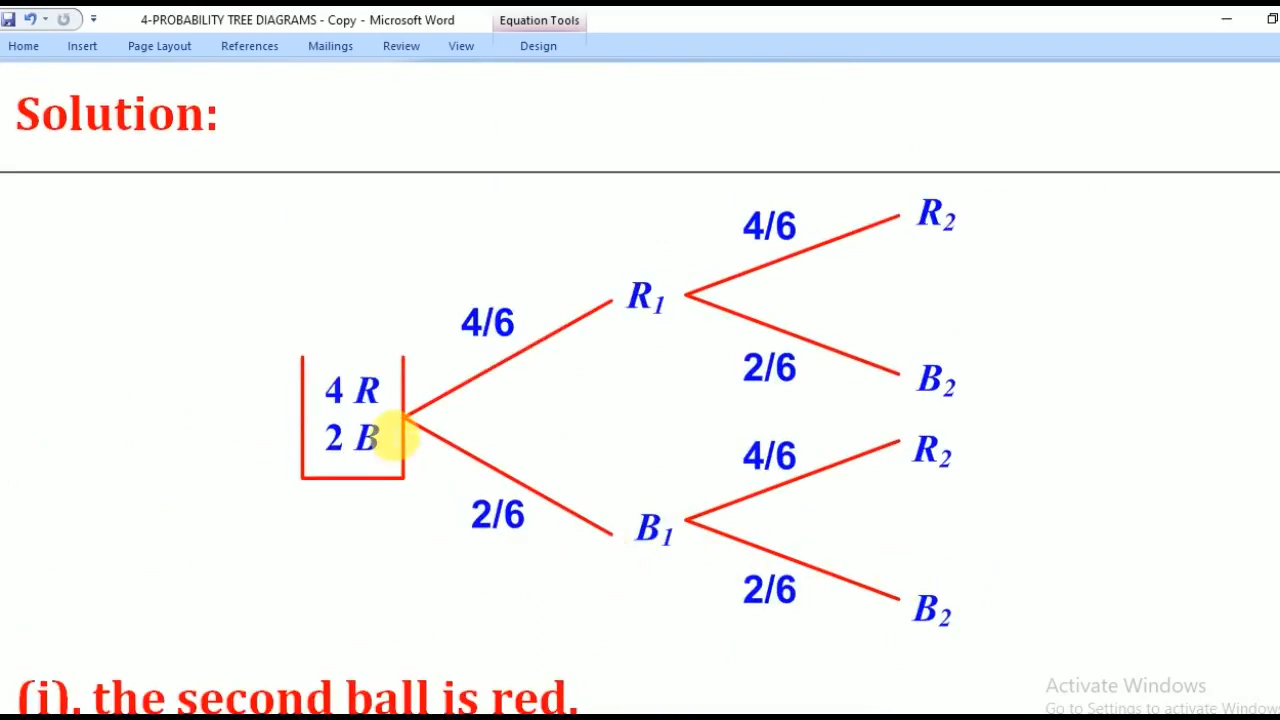 4-PROBABILITY TREE DIAGRAMS - Copy - Microsoft Word
Equation Tools
Home Insert Page Layout References Mailings Review View Design
Solution:
4/6
R₂
4/6
R₁
2/6
B₂
4 R
2 B
4/6
R₂
2/6
B₁
2/6
B₂
(i). the second ball is red.
Activate Windows
Go to Settings to activate Windows